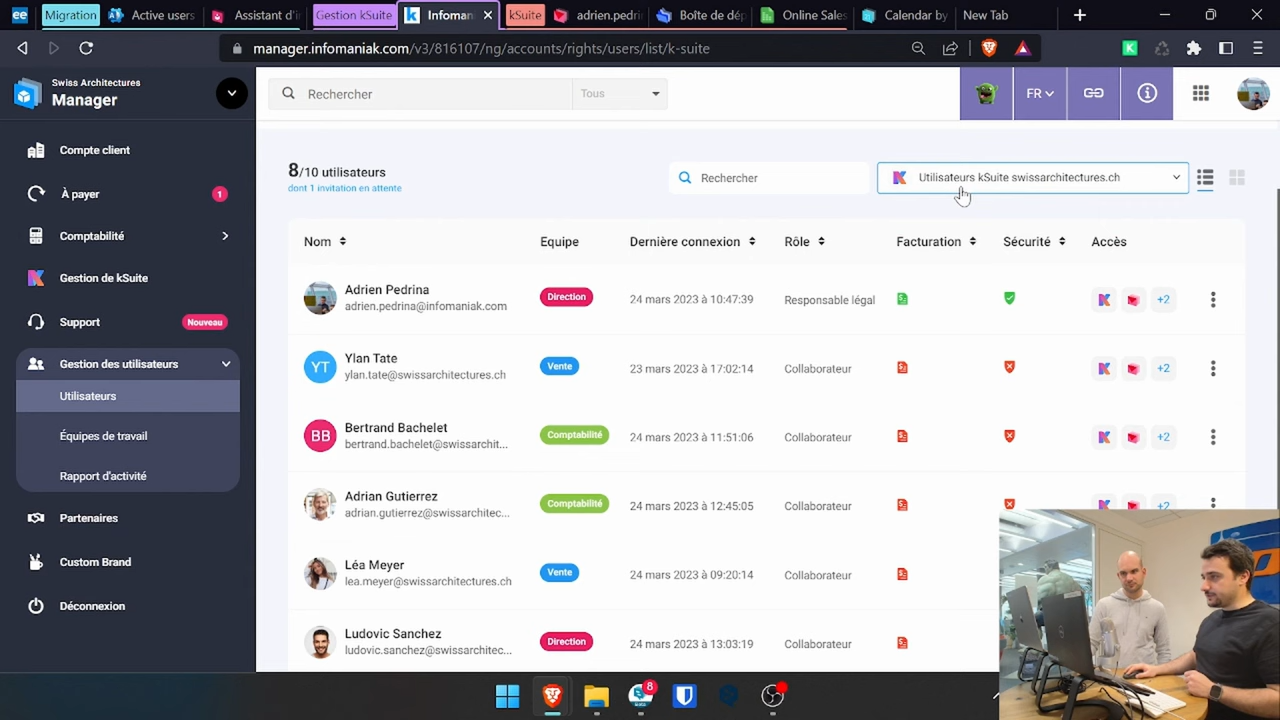 ee
Migration
Active users
Assistant d'i
Gestion kSuite
Infomani
kSuite
adrien.pedri
Boîte de dép
Online Sales
Calendar by
New Tab
manager.infomaniak.com/v3/816107/ng/accounts/rights/users/list/k-suite
Swiss Architectures
Manager
Rechercher
Tous
FR
Compte client
À payer
1
Comptabilité
Gestion de kSuite
Support
Nouveau
Gestion des utilisateurs
Utilisateurs
Équipes de travail
Rapport d'activité
Partenaires
Custom Brand
Déconnexion
8/10 utilisateurs
dont 1 invitation en attente
Rechercher
Utilisateurs kSuite swissarchitectures.ch
Nom Equipe Dernière connexion Rôle Facturation Sécurité Accès
Adrien Pedrina
adrien.pedrina@infomaniak.com
Direction
24 mars 2023 à 10:47:39
Responsable légal
+2
YT
Ylan Tate
ylan.tate@swissarchitectures.ch
Vente
23 mars 2023 à 17:02:14
Collaborateur
+2
BB
Bertrand Bachelet
bertrand.bachelet@swissarchit...
Comptabilité
24 mars 2023 à 11:51:06
Collaborateur
+2
Adrian Gutierrez
adrian.gutierrez@swissarchitec...
Comptabilité
24 mars 2023 à 12:45:05
Collaborateur
+2
Léa Meyer
lea.meyer@swissarchitectures.ch
Vente
24 mars 2023 à 09:20:14
Collaborateur
Ludovic Sanchez
ludovic.sanchez@swissarchitec...
Direction
24 mars 2023 à 13:03:19
Collaborateur
8